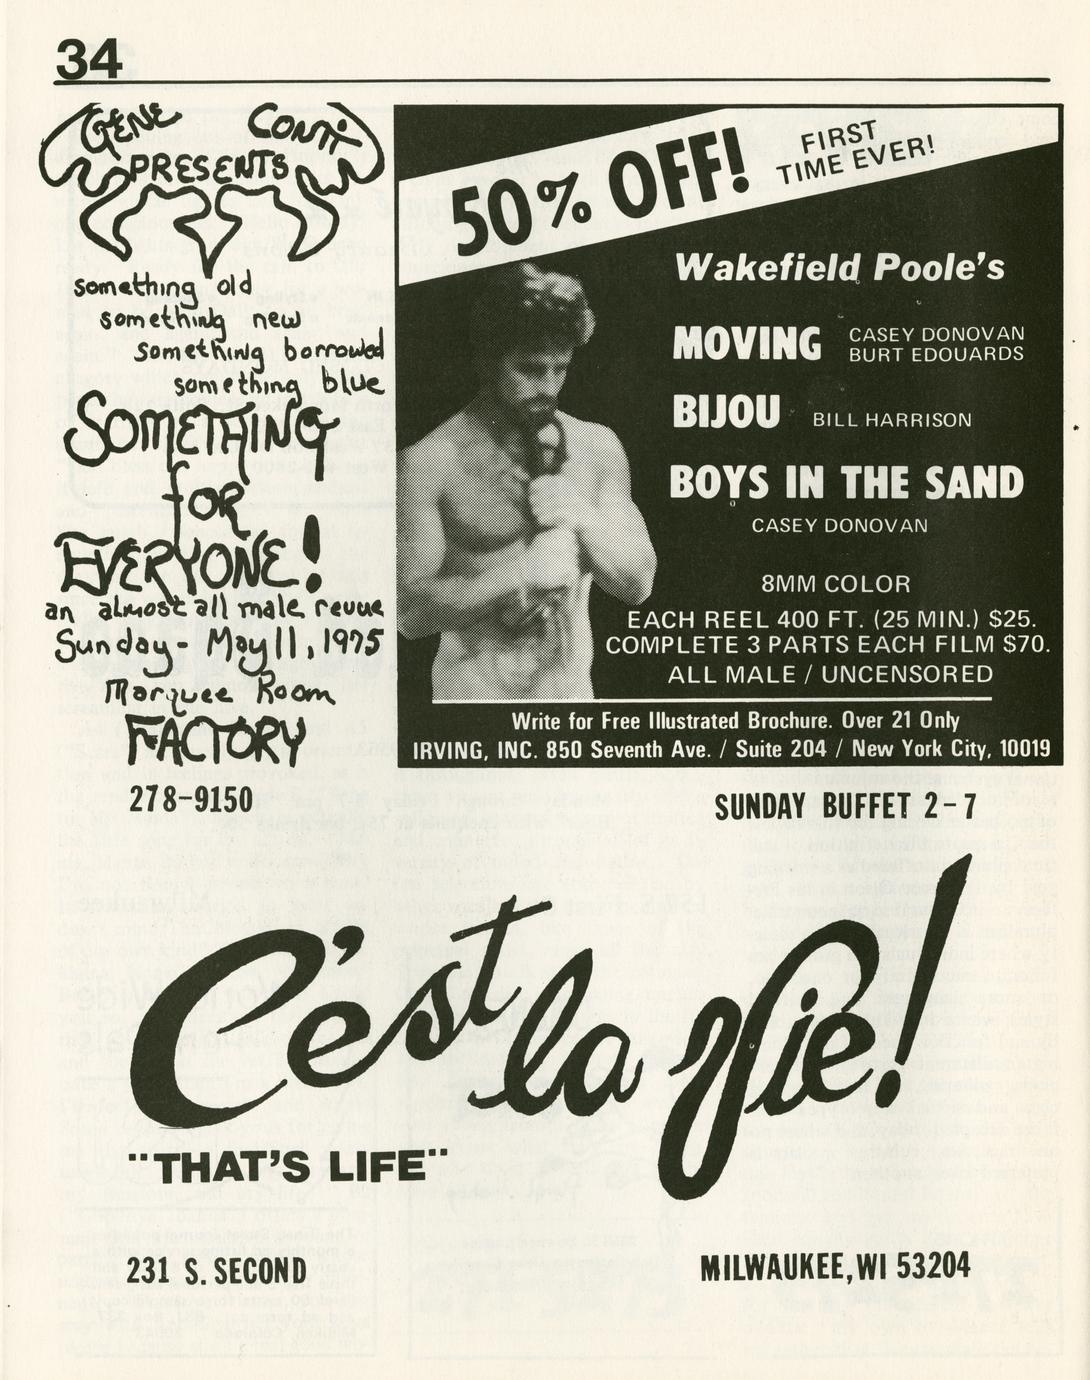 34
GENE CONTI
PRESENTS
something old
something new
something borrowed
something blue
SOMETHING
fOR
EVERYONE!
an almost all male revue
Sunday- May 11, 1975
Marquee Room
FACTORY
50% OFF!
FIRST
TIME EVER!
Wakefield Poole's
MOVING CASEY DONOVAN
BURT EDOUARDS
BIJOU BILL HARRISON
BOYS IN THE SAND
CASEY DONOVAN
8MM COLOR
EACH REEL 400 FT. (25 MIN.) $25.
COMPLETE 3 PARTS EACH FILM $70.
ALL MALE / UNCENSORED
Write for Free Illustrated Brochure. Over 21 Only
IRVING, INC. 850 Seventh Ave. / Suite 204 / New York City, 10019
278-9150
SUNDAY BUFFET 2-7
C'est la Vie!
"THAT'S LIFE"
231 S. SECOND
MILWAUKEE, WI 53204